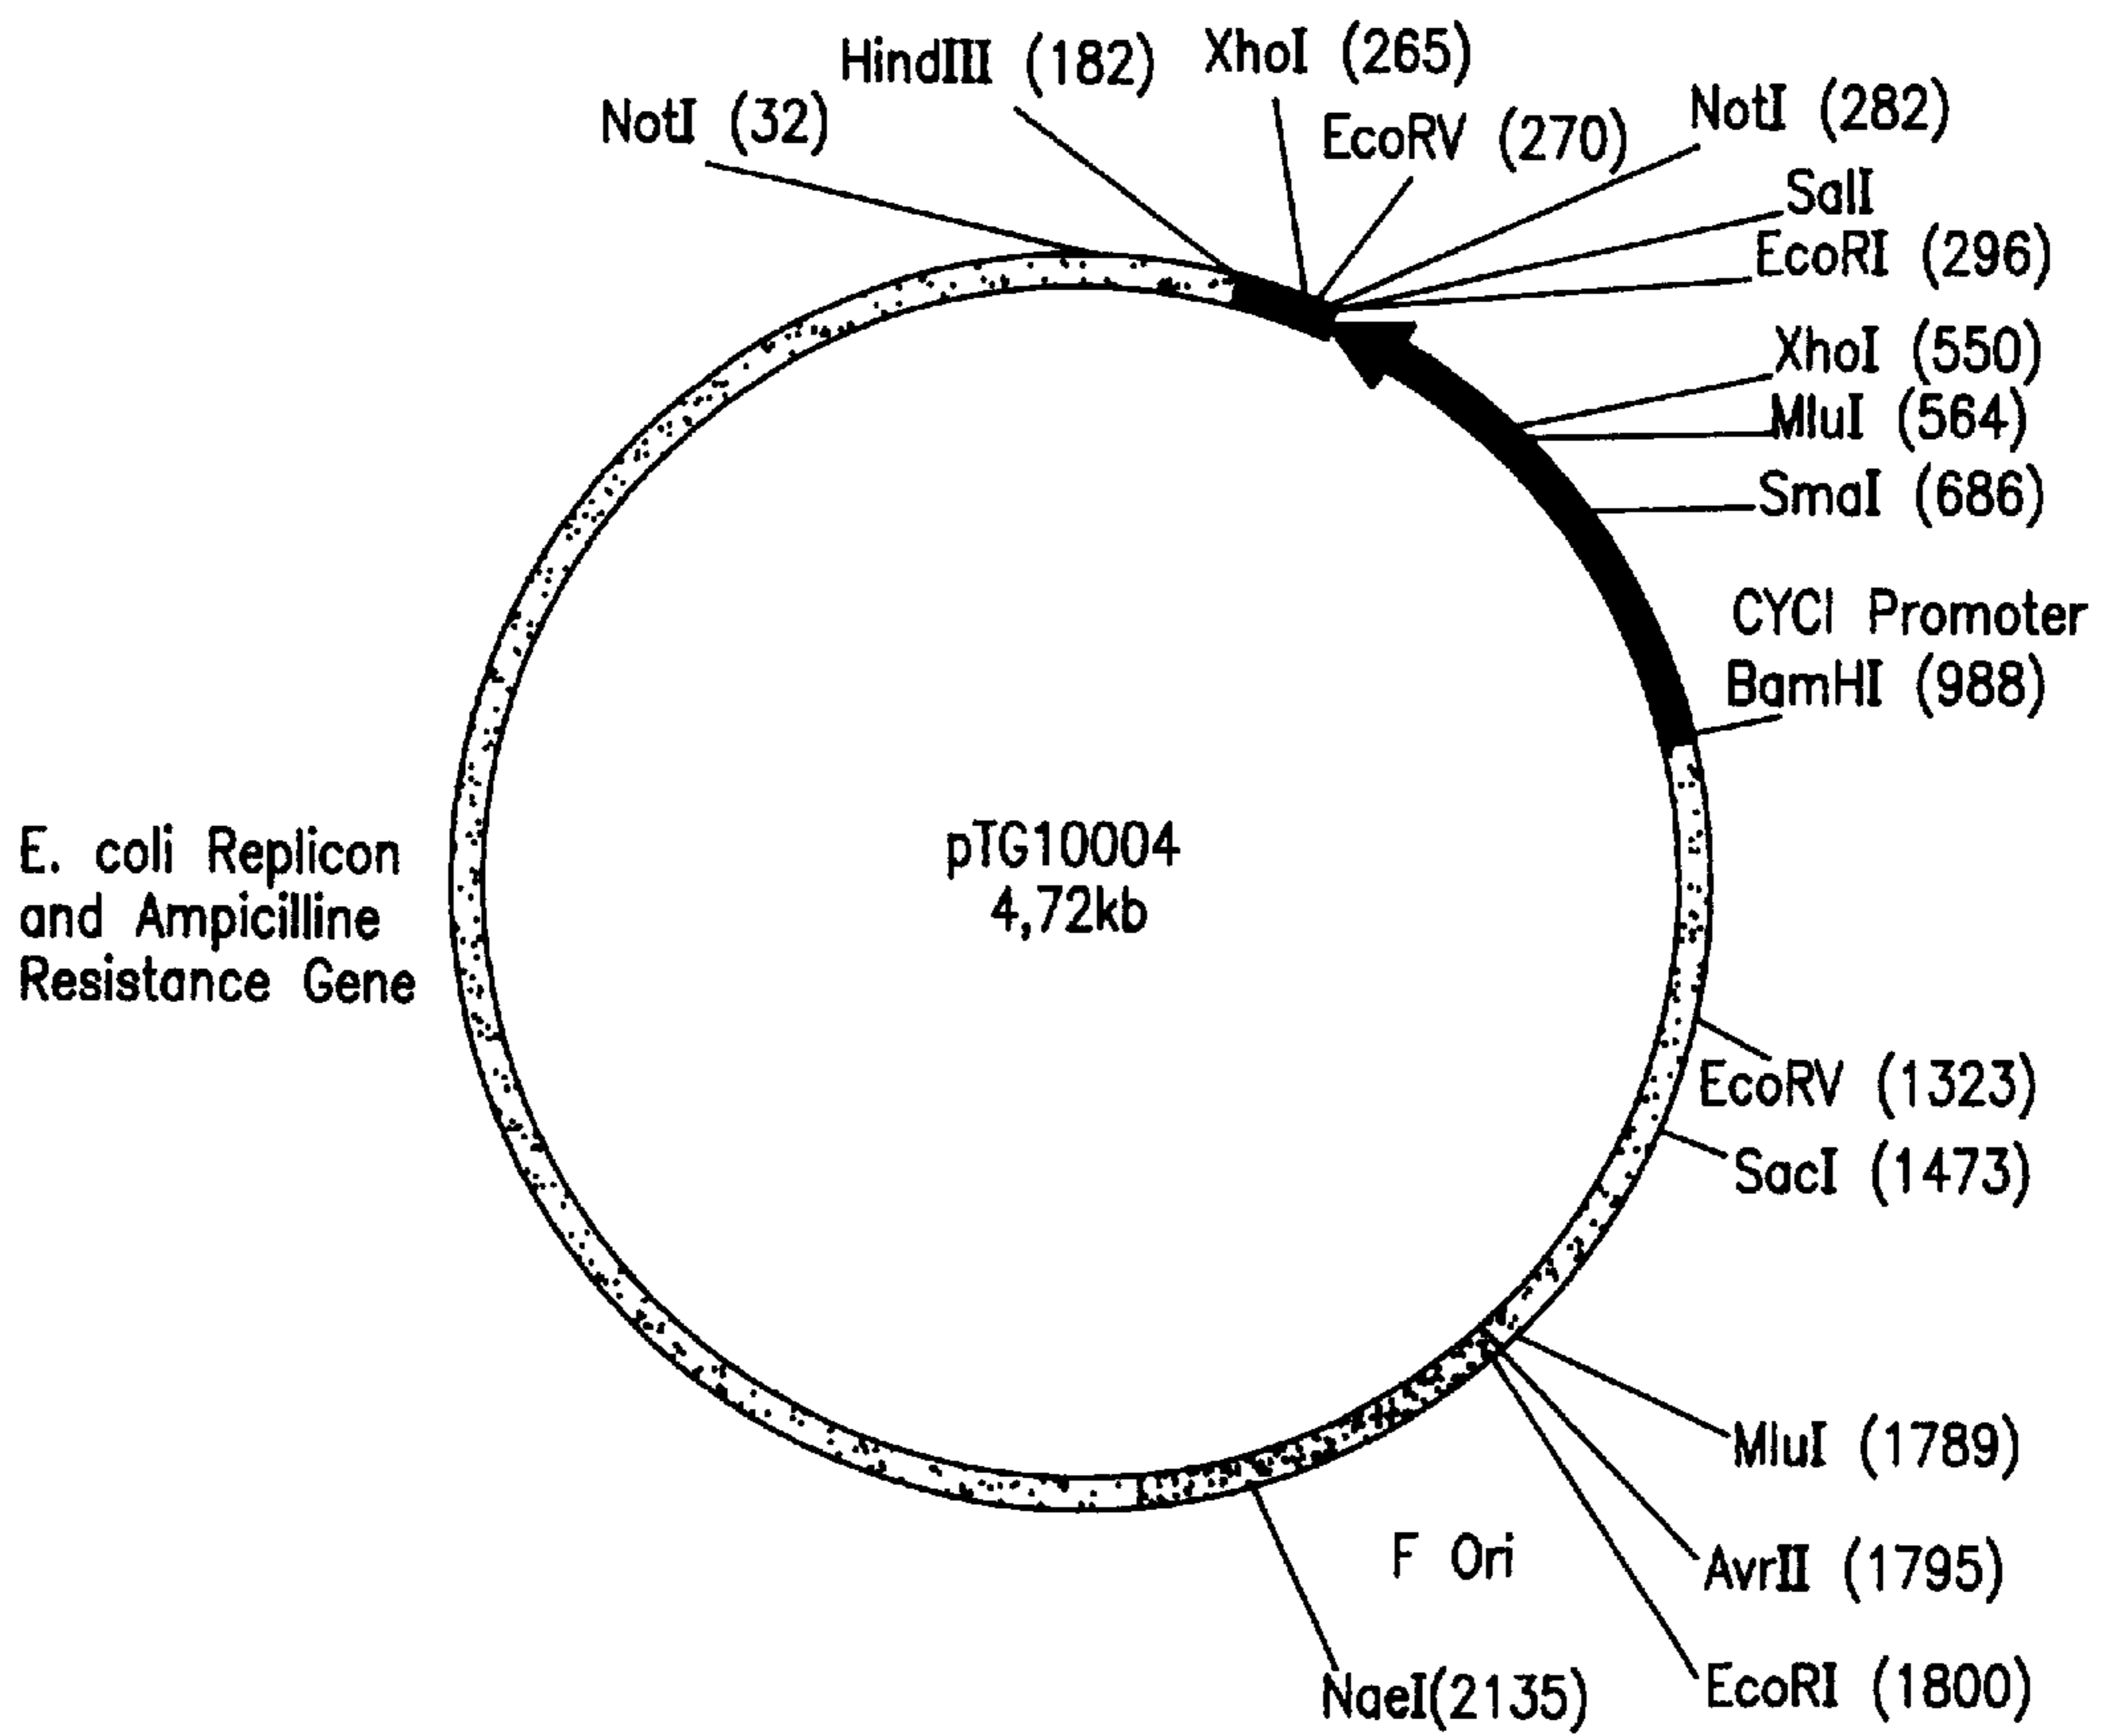 HindIII (182)
XhoI (265)
NotI (32)
EcoRV (270)
NotI (282)
SalI
EcoRI (296)
XhoI (550)
MluI (564)
SmaI (686)
CYCI Promoter
BamHI (988)
E. coli Replicon
and Ampicilline
Resistance Gene
pTG10004
4,72kb
EcoRV (1323)
SacI (1473)
MluI (1789)
F Ori
AvrII (1795)
NaeI(2135)
EcoRI (1800)